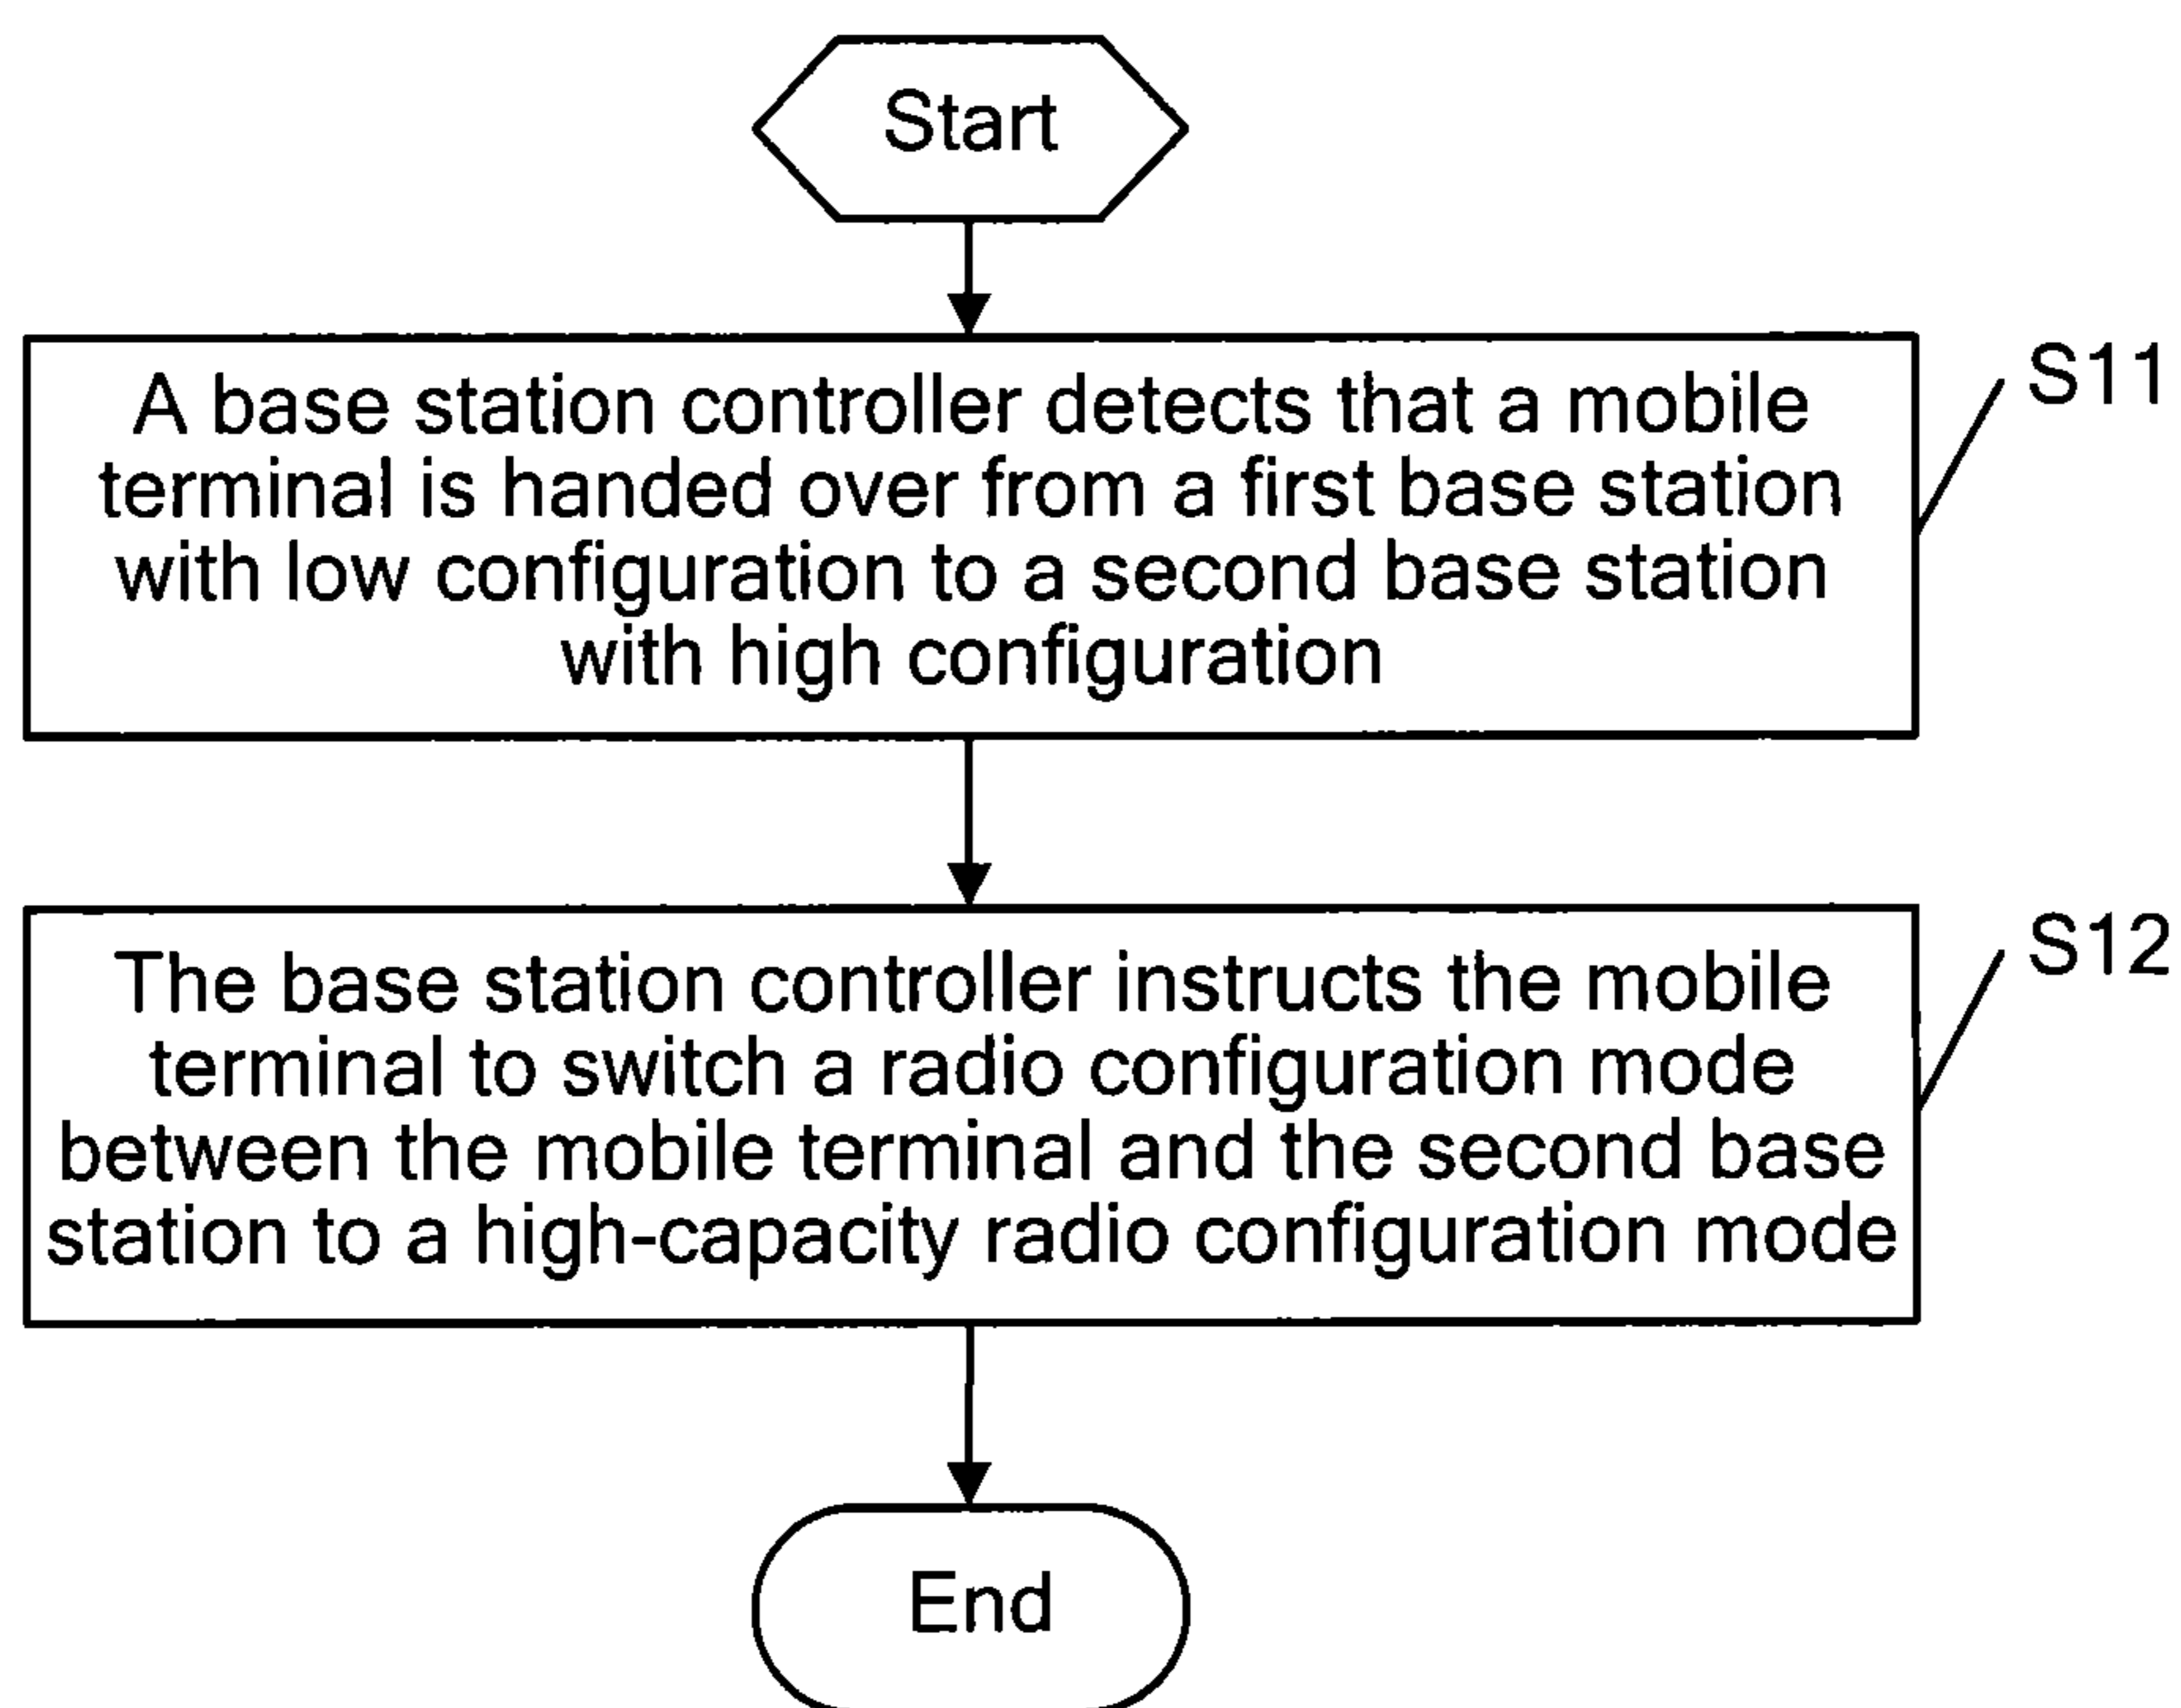 Start
A base station controller detects that a mobile
terminal is handed over from a first base station
with low configuration to a second base station
with high configuration
S11
The base station controller instructs the mobile
terminal to switch a radio configuration mode
between the mobile terminal and the second base
station to a high-capacity radio configuration mode
S12
End